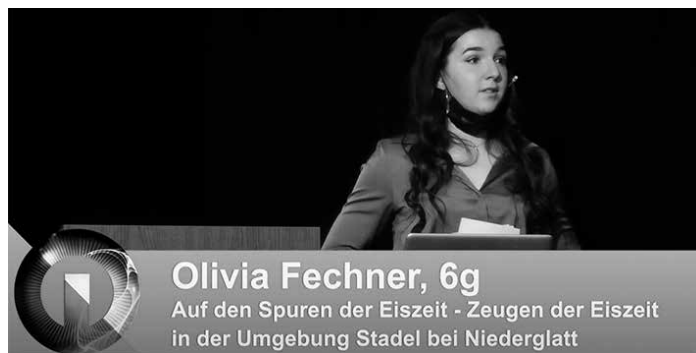 Olivia Fechner, 6g
Auf den Spuren der Eiszeit - Zeugen der Eiszeit
in der Umgebung Stadel bei Niederglatt